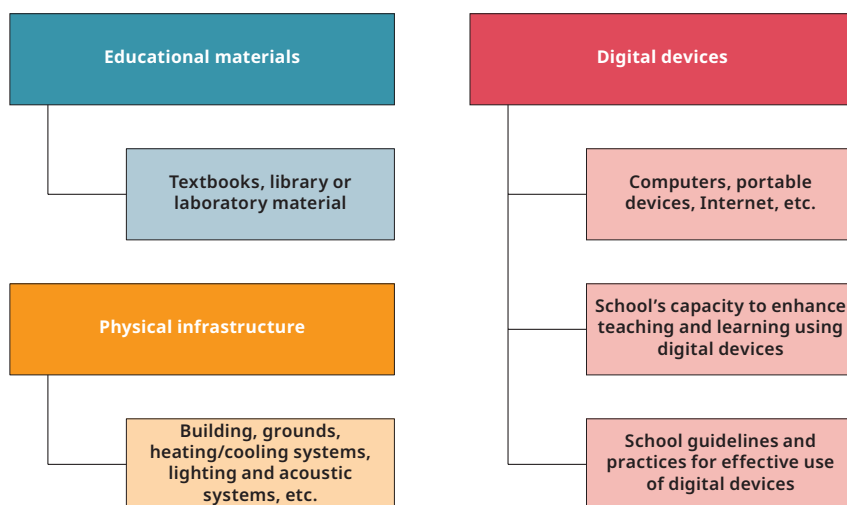 Educational materials
Textbooks, library or
laboratory material
Physical infrastructure
Building, grounds,
heating/cooling systems,
lighting and acoustic
systems, etc.
Digital devices
Computers, portable
devices, Internet, etc.
School’s capacity to enhance
teaching and learning using
digital devices
School guidelines and
practices for effective use
of digital devices